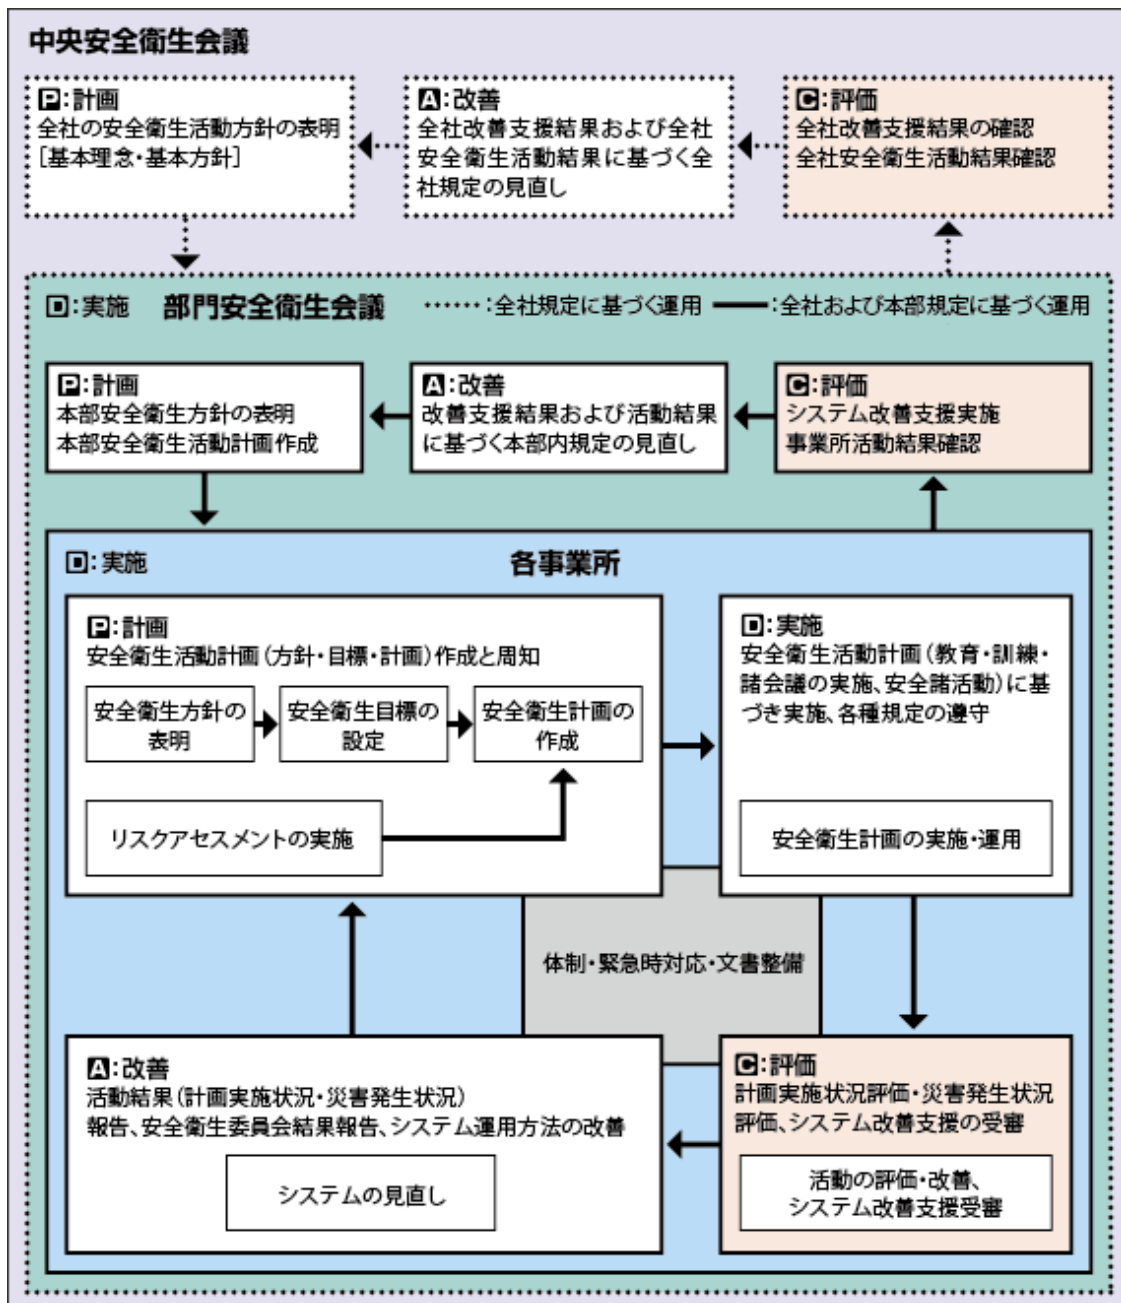 中央安全衛生会議
P:計画
全社の安全衛生活動方針の表明
[基本理念・基本方針]
A:改善
全社改善支援結果および全社
安全衛生活動結果に基づく全
社規定の見直し
C:評価
全社改善支援結果の確認
全社安全衛生活動結果確認
D:実施 部門安全衛生会議 ……:全社規定に基づく運用 ━━:全社および本部規定に基づく運用
P:計画
本部安全衛生方針の表明
本部安全衛生活動計画作成
A:改善
改善支援結果および活動結果
に基づく本部内規定の見直し
C:評価
システム改善支援実施
事業所活動結果確認
D:実施 各事業所
P:計画
安全衛生活動計画(方針・目標・計画)作成と周知
安全衛生方針の
表明
安全衛生目標の
設定
安全衛生計画の
作成
リスクアセスメントの実施
D:実施
安全衛生活動計画(教育・訓練・
諸会議の実施、安全諸活動)に基
づき実施、各種規定の遵守
安全衛生計画の実施・運用
体制・緊急時対応・文書整備
A:改善
活動結果(計画実施状況・災害発生状況)
報告、安全衛生委員会結果報告、システム運用方法の改善
システムの見直し
C:評価
計画実施状況評価・災害発生状況
評価、システム改善支援の受審
活動の評価・改善、
システム改善支援受審